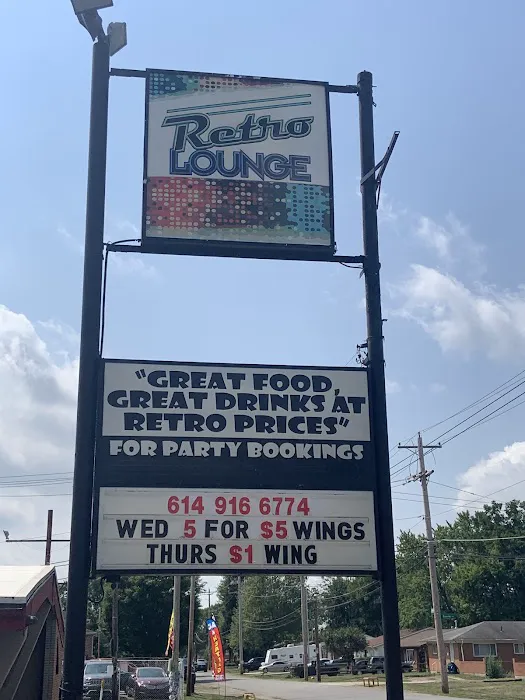 Retro
LOUNGE
"GREAT FOOD,
GREAT DRINKS AT
RETRO PRICES"
FOR PARTY BOOKINGS
614 916 6774
WED 5 FOR $5 WINGS
THURS $1 WING